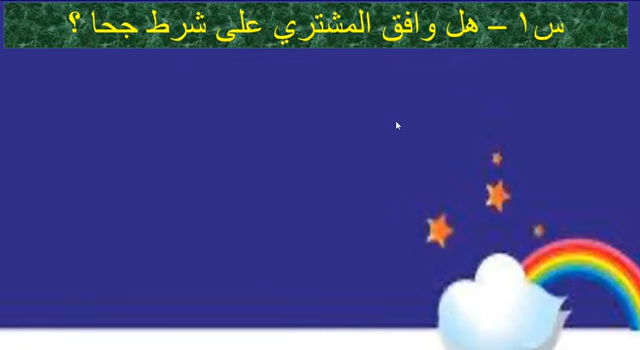 س١ – هل وافق المشتري على شرط جحا ؟